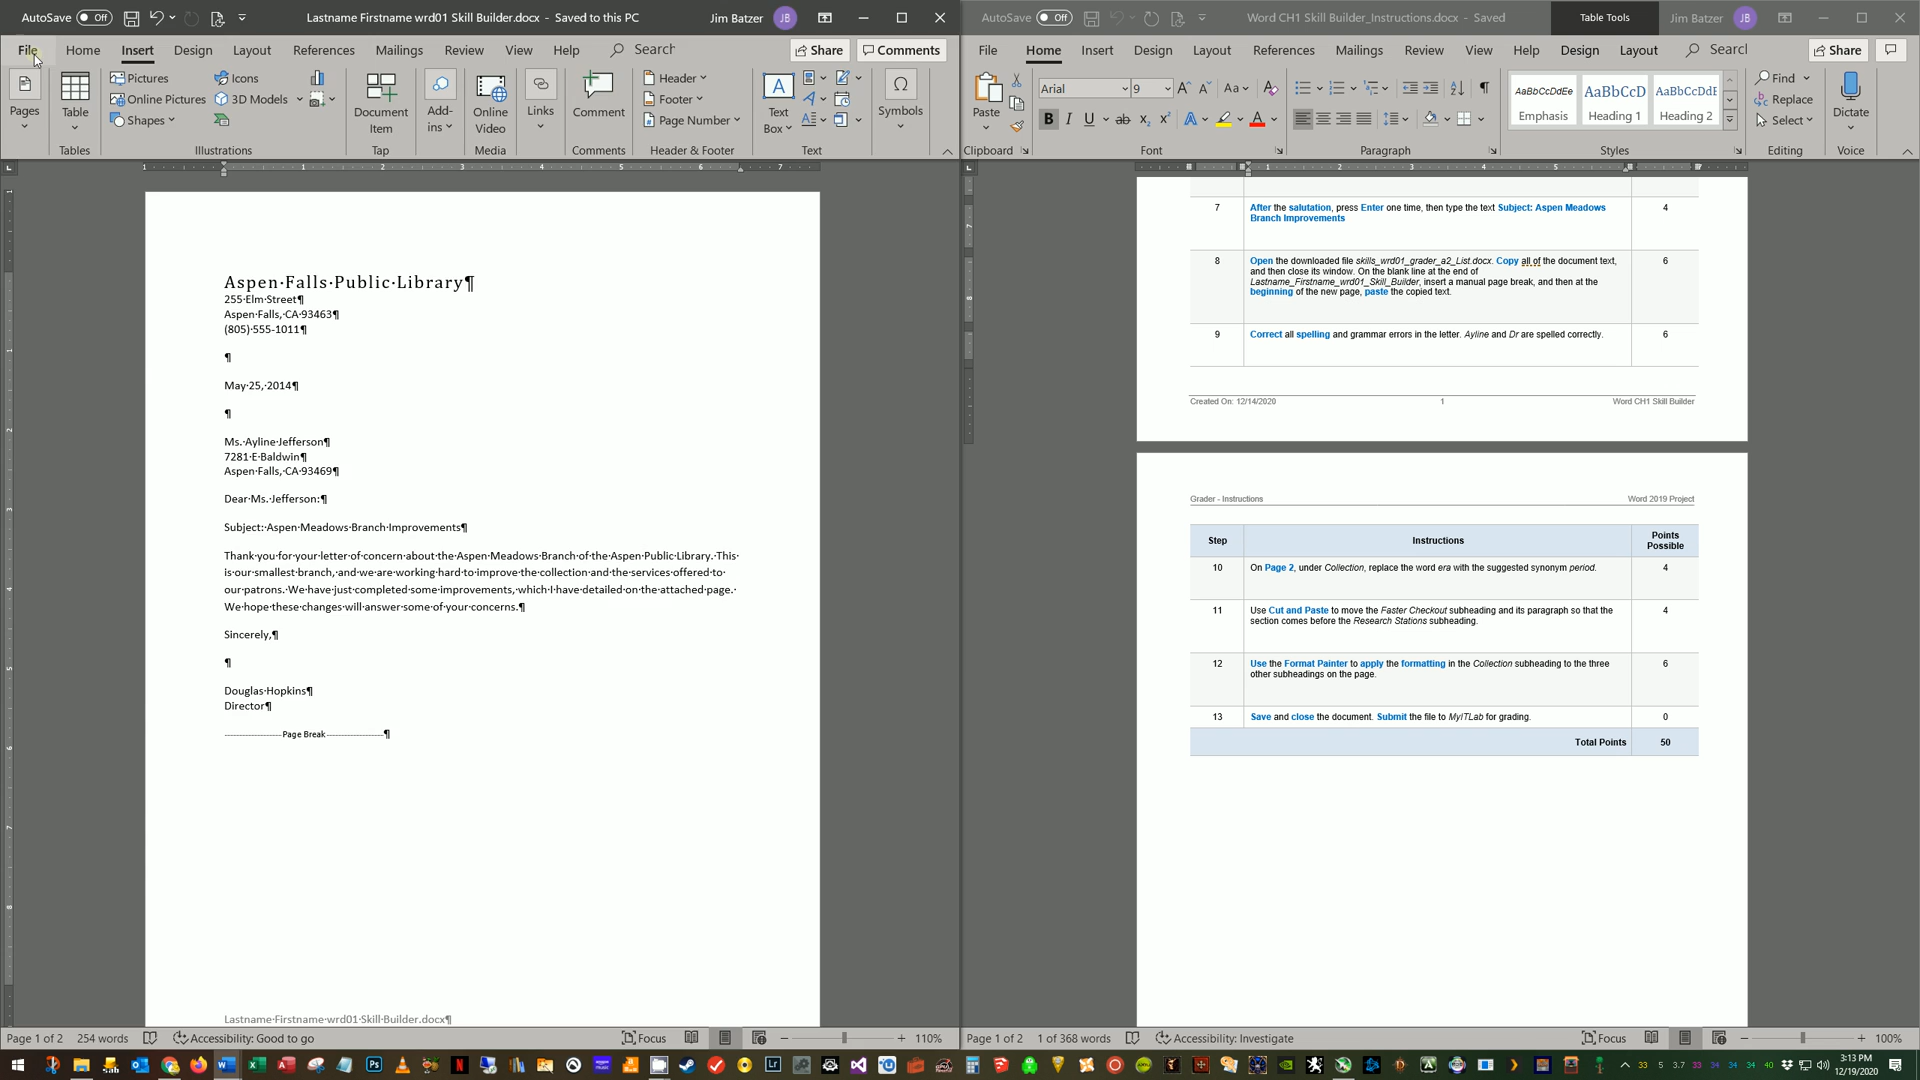 AutoSave Off Lastname Firstname wrd01 Skill Builder.docx - Saved to this PC Jim Batzer JB
File Home Insert Design Layout References Mailings Review View Help Search Share Comments
Pages
Table
Pictures
Online Pictures
Shapes
Icons
3D Models
Document Item
Add-ins
Online Video
Links
Comment
Header
Footer
Page Number
Text Box
Symbols
Tables Illustrations Tap Media Comments Header & Footer Text
Aspen·Falls·Public·Library¶
255·Elm·Street¶
Aspen·Falls,·CA·93463¶
(805)·555-1011¶
¶
May·25,·2014¶
¶
Ms.·Ayline·Jefferson¶
7281·E·Baldwin¶
Aspen·Falls,·CA·93469¶
Dear·Ms.·Jefferson:¶
Subject:·Aspen·Meadows·Branch·Improvements¶
Thank·you·for·your·letter·of·concern·about·the·Aspen·Meadows·Branch·of·the·Aspen·Public·Library.·This·
is·our·smallest·branch,·and·we·are·working·hard·to·improve·the·collection·and·the·services·offered·to·
our·patrons.·We·have·just·completed·some·improvements,·which·I·have·detailed·on·the·attached·page.·
We·hope·these·changes·will·answer·some·of·your·concerns.¶
Sincerely,¶
¶
Douglas·Hopkins¶
Director¶
Page Break ¶
Lastname·Firstname·wrd01·Skill·Builder.docx¶
Page 1 of 2 254 words Accessibility: Good to go Focus 110%
AutoSave Off Word CH1 Skill Builder_Instructions.docx - Saved Table Tools Jim Batzer JB
File Home Insert Design Layout References Mailings Review View Help Design Layout Search Share
Paste
Arial 9
AaBbCcDdEe AaBbCcD AaBbCcDdE
Emphasis Heading 1 Heading 2
Find
Replace
Select
Dictate
Clipboard Font Paragraph Styles Editing Voice
7 After the salutation, press Enter one time, then type the text Subject: Aspen Meadows 4
Branch Improvements
8 Open the downloaded file skills_wrd01_grader_a2_List.docx. Copy all of the document text, 6
and then close its window. On the blank line at the end of
Lastname_Firstname_wrd01_Skill_Builder, insert a manual page break, and then at the
beginning of the new page, paste the copied text.
9 Correct all spelling and grammar errors in the letter. Ayline and Dr are spelled correctly. 6
Created On: 12/14/2020 1 Word CH1 Skill Builder
Grader - Instructions Word 2019 Project
Step Instructions Points Possible
10 On Page 2, under Collection, replace the word era with the suggested synonym period. 4
11 Use Cut and Paste to move the Faster Checkout subheading and its paragraph so that the 4
section comes before the Research Stations subheading.
12 Use the Format Painter to apply the formatting in the Collection subheading to the three 6
other subheadings on the page.
13 Save and close the document. Submit the file to MyITLab for grading. 0
Total Points 50
Page 1 of 2 1 of 368 words Accessibility: Investigate Focus 100%
33 5 3.7 33 34 34 34 40
3:13 PM
12/19/2020